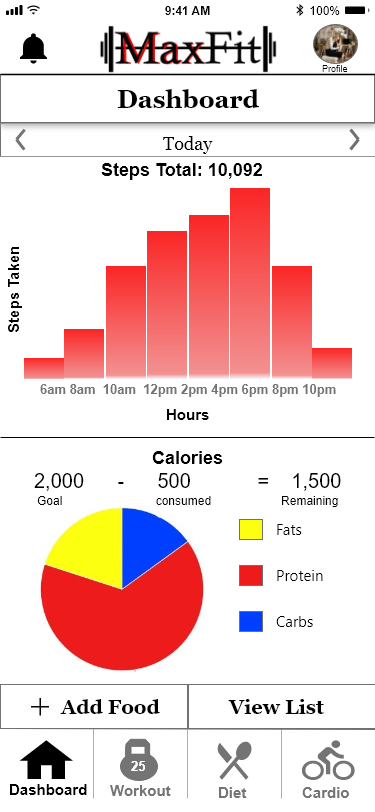 9:41 AM 100%
MaxFit
Profile
Dashboard
Today
Steps Total: 10,092
Steps Taken
6am 8am 10am 12pm 2pm 4pm 6pm 8pm 10pm
Hours
Calories
2,000 - 500 = 1,500
Goal consumed Remaining
Fats
Protein
Carbs
+ Add Food View List
25
Dashboard Workout Diet Cardio